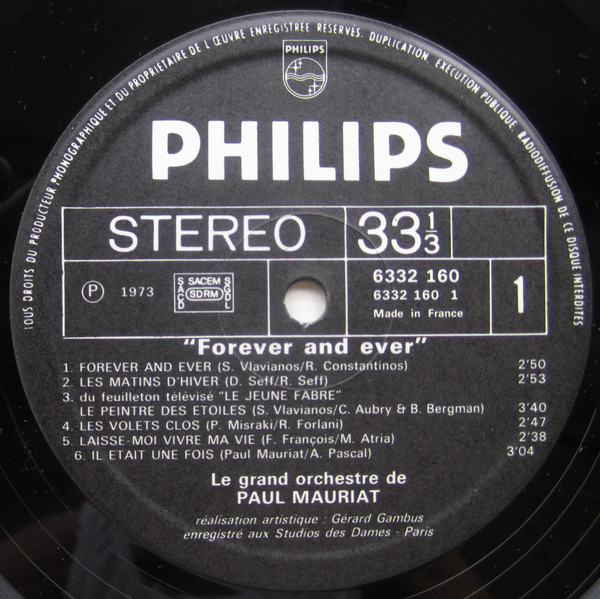 TOUS DROITS DU PRODUCTEUR PHONOGRAPHIQUE ET DU PROPRIETAIRE DE L'ŒUVRE ENREGISTREE RESERVES. DUPLICATION, EXECUTION PUBLIQUE, RADIODIFFUSION DE CE DISQUE INTERDITES
PHILIPS
PHILIPS
STEREO 33 1/3
Ⓟ 1973
SACD SACEM SDRM SGDL
6332 160
6332 160 1
Made in France
1
"Forever and ever"
1. FOREVER AND EVER (S. Vlavianos/R. Constantinos) 2'50
2. LES MATINS D'HIVER (D. Seff/R. Seff) 2'53
3. du feuilleton télévisé "LE JEUNE FABRE"
LE PEINTRE DES ETOILES (S. Vlavianos/C. Aubry & B. Bergman) 3'40
4. LES VOLETS CLOS (P. Misraki/R. Forlani) 2'47
5. LAISSE-MOI VIVRE MA VIE (F. François/M. Atria) 2'38
6. IL ETAIT UNE FOIS (Paul Mauriat/A. Pascal) 3'04
Le grand orchestre de
PAUL MAURIAT
réalisation artistique : Gérard Gambus
enregistré aux Studios des Dames - Paris